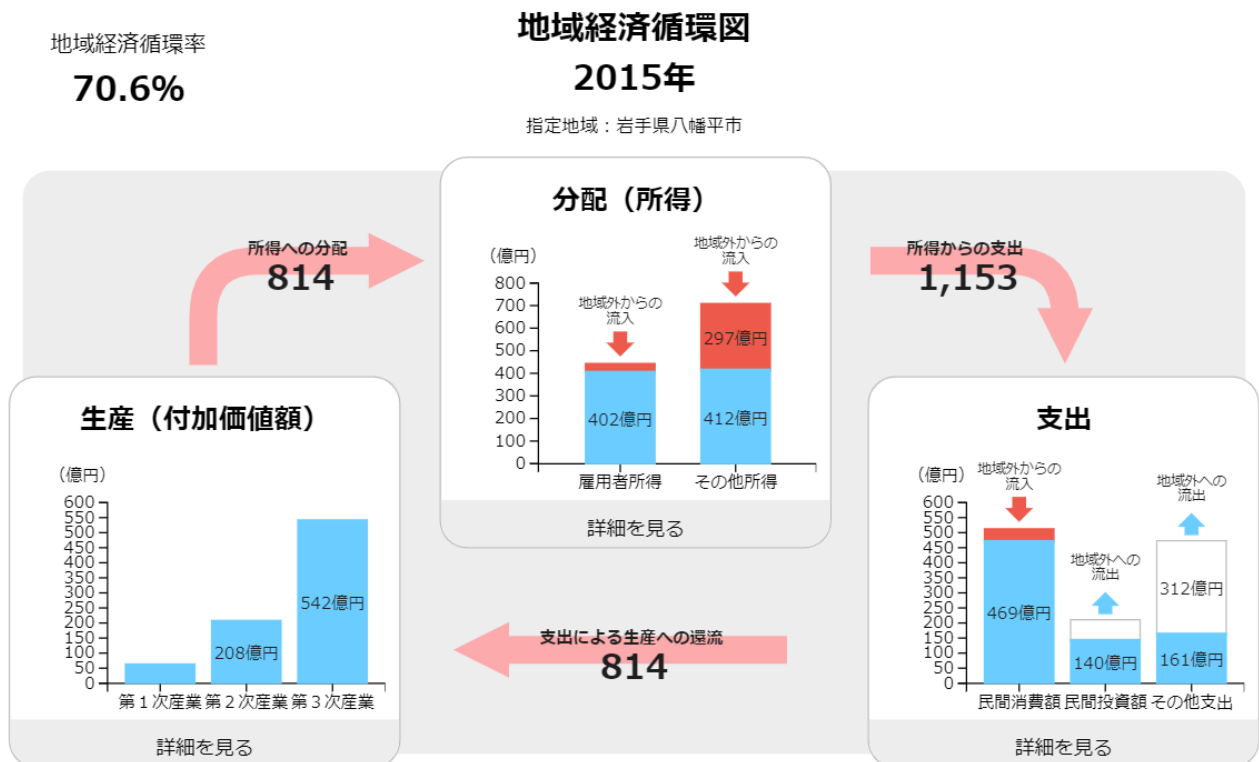 地域経済循環図
2015年
指定地域：岩手県八幡平市
地域経済循環率
70.6%
所得への分配
814
分配（所得）
（億円）
800
700
600
500
400
300
200
100
0
地域外からの
流入
402億円
雇用者所得
地域外からの
流入
297億円
412億円
その他所得
詳細を見る
所得からの支出
1,153
生産（付加価値額）
（億円）
600
550
500
450
400
350
300
250
200
150
100
50
0
208億円
542億円
第１次産業
第２次産業
第３次産業
詳細を見る
支出による生産への還流
814
支出
（億円）
600
550
500
450
400
350
300
250
200
150
100
50
0
地域外からの
流入
469億円
民間消費額
地域外への
流出
140億円
民間投資額
地域外への
流出
312億円
161億円
その他支出
詳細を見る